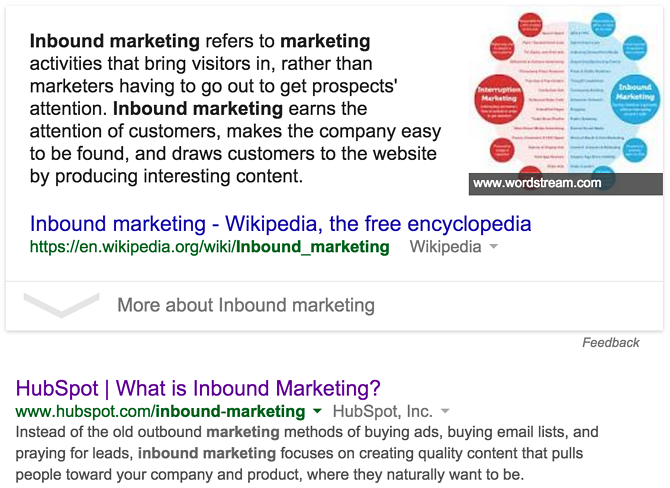 Inbound marketing refers to marketing
activities that bring visitors in, rather than
marketers having to go out to get prospects'
attention. Inbound marketing earns the
attention of customers, makes the company easy
to be found, and draws customers to the website
by producing interesting content.
Interruption
Marketing
Inbound
Marketing
www.wordstream.com
Inbound marketing - Wikipedia, the free encyclopedia
https://en.wikipedia.org/wiki/Inbound_marketing Wikipedia
More about Inbound marketing
Feedback
HubSpot | What is Inbound Marketing?
www.hubspot.com/inbound-marketing HubSpot, Inc.
Instead of the old outbound marketing methods of buying ads, buying email lists, and
praying for leads, inbound marketing focuses on creating quality content that pulls
people toward your company and product, where they naturally want to be.